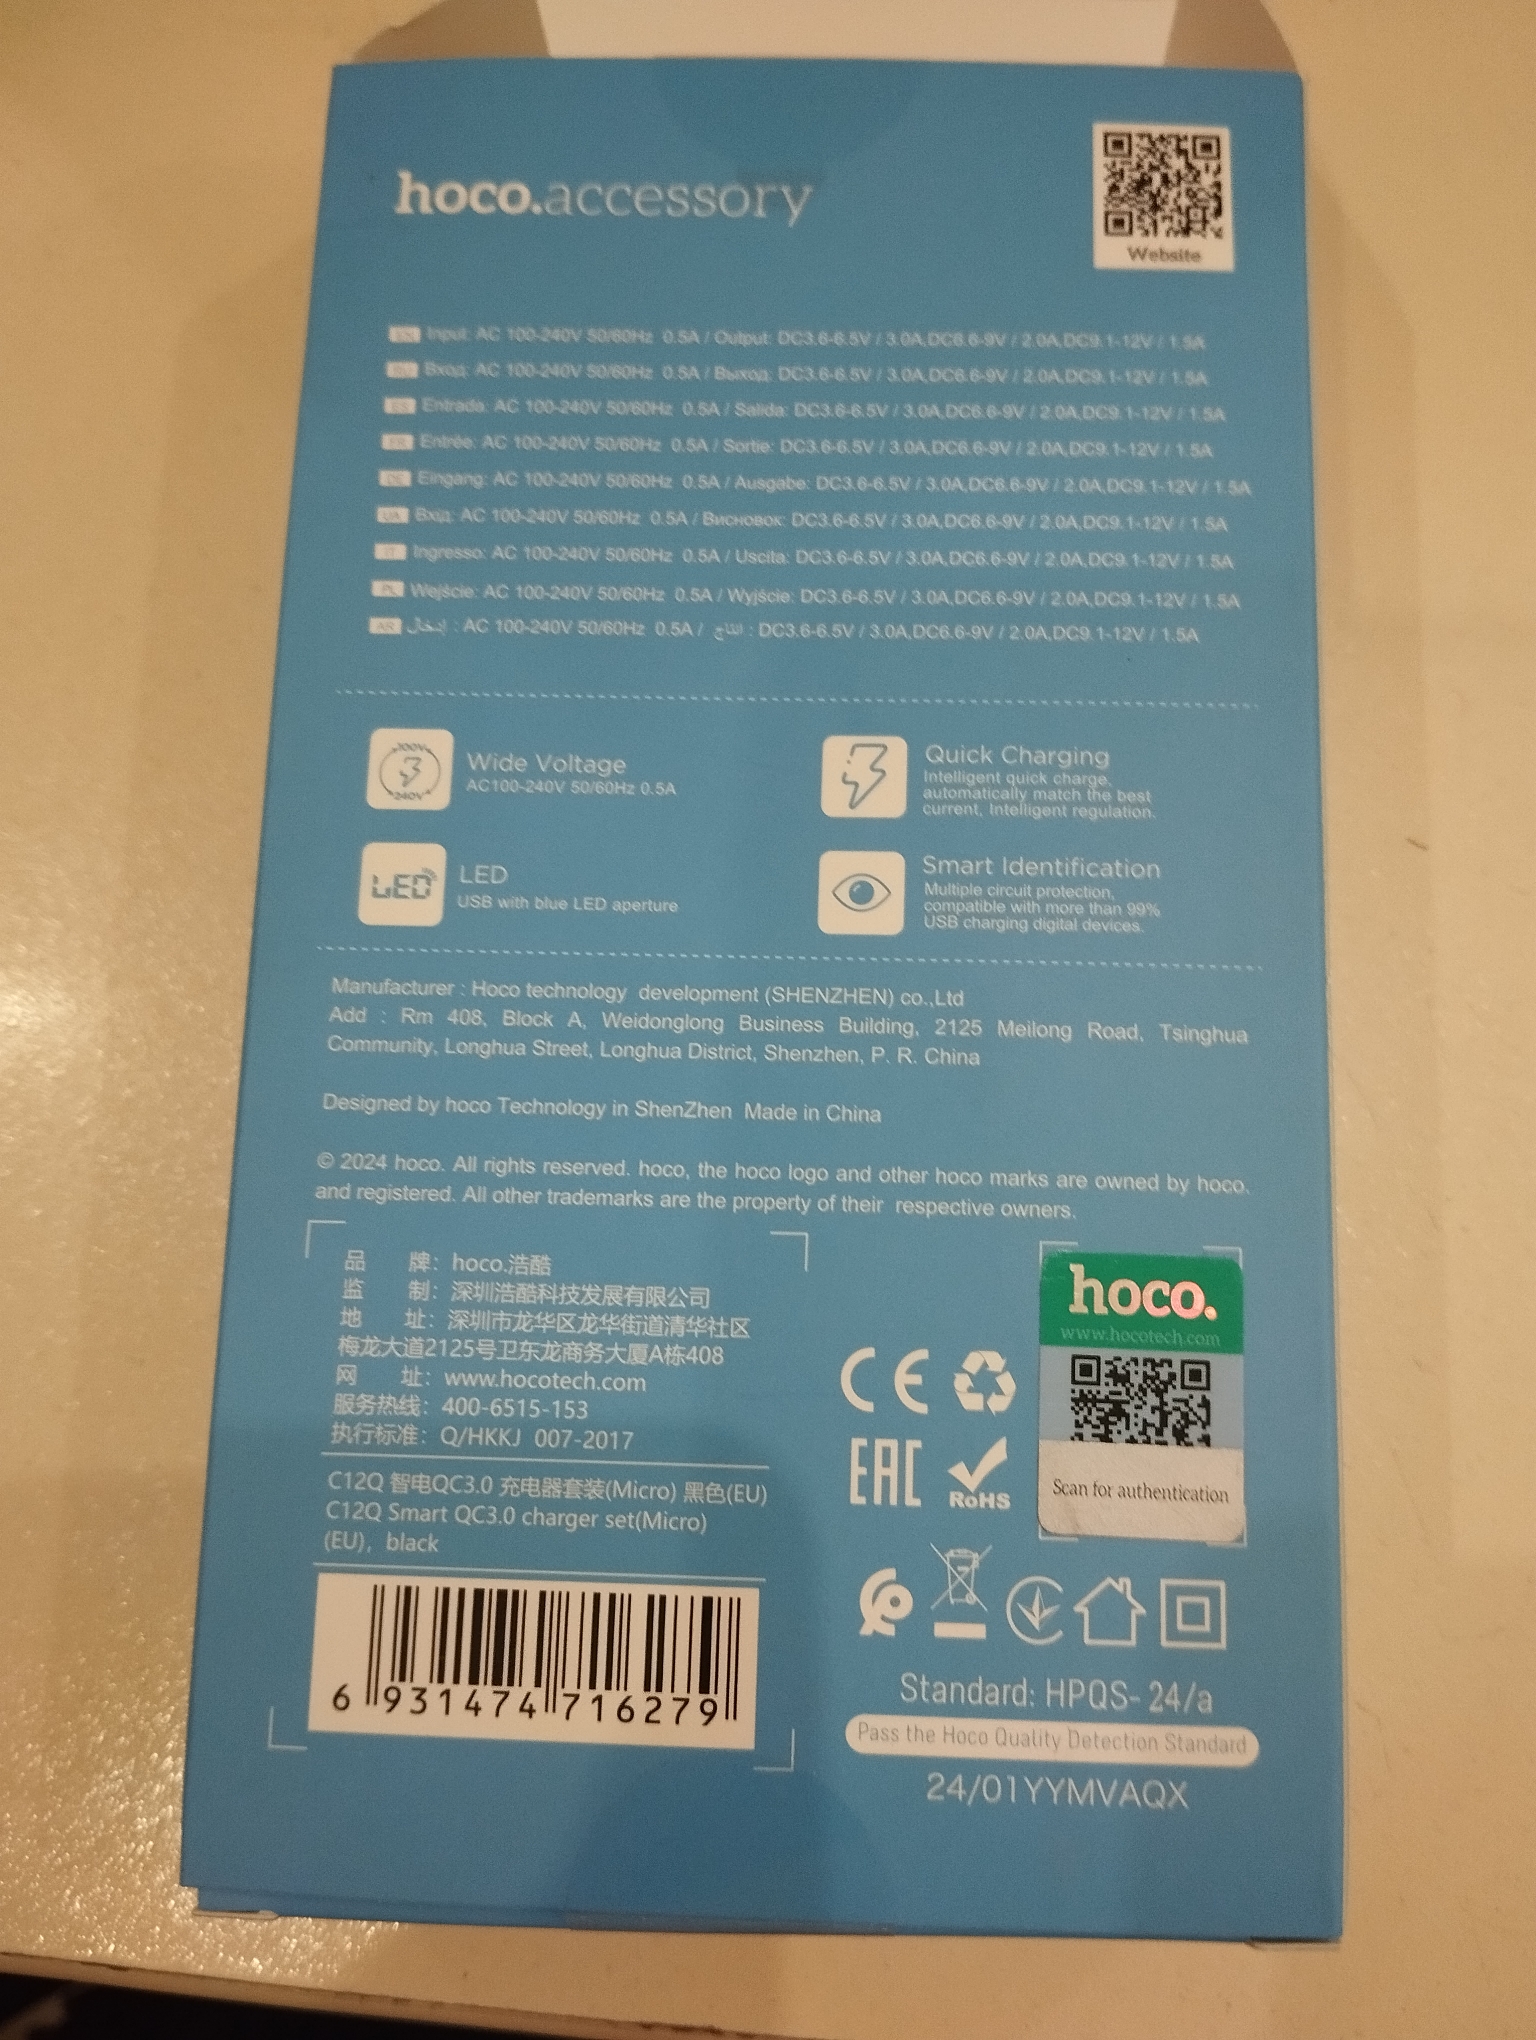 hoco.accessory
Website
EN Input: AC 100-240V 50/60Hz 0.5A / Output: DC3.6-6.5V / 3.0A,DC6.6-9V / 2.0A,DC9.1-12V / 1.5A
RU Вход: AC 100-240V 50/60Hz 0.5A / Выход: DC3.6-6.5V / 3.0A,DC6.6-9V / 2.0A,DC9.1-12V / 1.5A
ES Entrada: AC 100-240V 50/60Hz 0.5A / Salida: DC3.6-6.5V / 3.0A,DC6.6-9V / 2.0A,DC9.1-12V / 1.5A
FR Entrée: AC 100-240V 50/60Hz 0.5A / Sortie: DC3.6-6.5V / 3.0A,DC6.6-9V / 2.0A,DC9.1-12V / 1.5A
DE Eingang: AC 100-240V 50/60Hz 0.5A / Ausgabe: DC3.6-6.5V / 3.0A,DC6.6-9V / 2.0A,DC9.1-12V / 1.5A
UA Вхід: AC 100-240V 50/60Hz 0.5A / Висновок: DC3.6-6.5V / 3.0A,DC6.6-9V / 2.0A,DC9.1-12V / 1.5A
IT Ingresso: AC 100-240V 50/60Hz 0.5A / Uscita: DC3.6-6.5V / 3.0A,DC6.6-9V / 2.0A,DC9.1-12V / 1.5A
PL Wejście: AC 100-240V 50/60Hz 0.5A / Wyjście: DC3.6-6.5V / 3.0A,DC6.6-9V / 2.0A,DC9.1-12V / 1.5A
AR : AC 100-240V 50/60Hz 0.5A / : DC3.6-6.5V / 3.0A,DC6.6-9V / 2.0A,DC9.1-12V / 1.5A
100V
240V
Wide Voltage
AC100-240V 50/60Hz 0.5A
Quick Charging
Intelligent quick charge,
automatically match the best
current, Intelligent regulation.
LED
LED
USB with blue LED aperture
Smart Identification
Multiple circuit protection,
compatible with more than 99%
USB charging digital devices.
Manufacturer : Hoco technology development (SHENZHEN) co.,Ltd
Add : Rm 408, Block A, Weidonglong Business Building, 2125 Meilong Road, Tsinghua
Community, Longhua Street, Longhua District, Shenzhen, P. R. China
Designed by hoco Technology in ShenZhen Made in China
© 2024 hoco. All rights reserved. hoco, the hoco logo and other hoco marks are owned by hoco.
and registered. All other trademarks are the property of their respective owners.
品 牌：hoco.浩酷
监 制：深圳浩酷科技发展有限公司
地 址：深圳市龙华区龙华街道清华社区
梅龙大道2125号卫东龙商务大厦A栋408
网 址：www.hocotech.com
服务热线：400-6515-153
执行标准：Q/HKKJ 007-2017
C12Q 智电QC3.0 充电器套装(Micro) 黑色(EU)
C12Q Smart QC3.0 charger set(Micro)
(EU)，black
6 931474 716279
hoco.
www.hocotech.com
Scan for authentication
CE
EAC
RoHS
Standard: HPQS- 24/a
Pass the Hoco Quality Detection Standard
24/01YYMVAQX